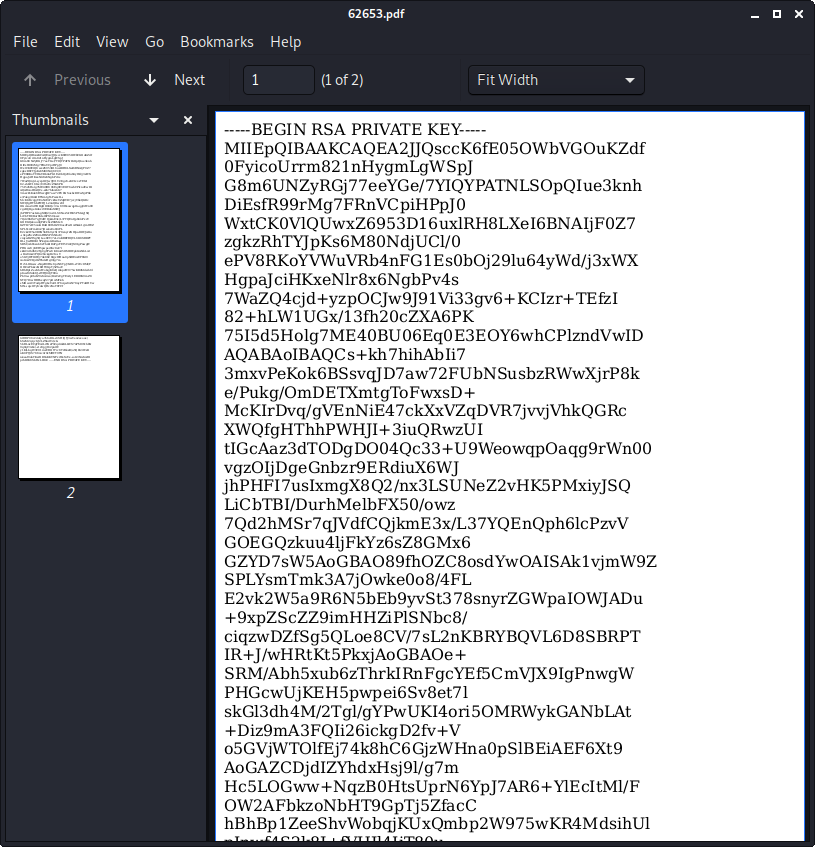 62653.pdf
File Edit View Go Bookmarks Help
Previous Next 1 (1 of 2) Fit Width
Thumbnails
1
2
-----BEGIN RSA PRIVATE KEY-----
MIIEpQIBAAKCAQEA2JJQsccK6fE05OWbVGOuKZdf
0FyicoUrrm821nHygmLgWSpJ
G8m6UNZyRGj77eeYGe/7YIQYPATNLSOpQIue3knh
DiEsfR99rMg7FRnVCpiHPpJ0
WxtCK0VlQUwxZ6953D16uxlRH8LXeI6BNAIjF0Z7
zgkzRhTYJpKs6M80NdjUCl/0
ePV8RKoYVWuVRb4nFG1Es0bOj29lu64yWd/j3xWX
HgpaJciHKxeNlr8x6NgbPv4s
7WaZQ4cjd+yzpOCJw9J91Vi33gv6+KCIzr+TEfzI
82+hLW1UGx/13fh20cZXA6PK
75I5d5Holg7ME40BU06Eq0E3EOY6whCPlzndVwID
AQABAoIBAQCs+kh7hihAbIi7
3mxvPeKok6BSsvqJD7aw72FUbNSusbzRWwXjrP8k
e/Pukg/OmDETXmtgToFwxsD+
McKIrDvq/gVEnNiE47ckXxVZqDVR7jvvjVhkQGRc
XWQfgHThhPWHJI+3iuQRwzUI
tIGcAaz3dTODgDO04Qc33+U9WeowqpOaqg9rWn00
vgzOIjDgeGnbzr9ERdiuX6WJ
jhPHFI7usIxmgX8Q2/nx3LSUNeZ2vHK5PMxiyJSQ
LiCbTBI/DurhMelbFX50/owz
7Qd2hMSr7qJVdfCQjkmE3x/L37YQEnQph6lcPzvV
GOEGQzkuu4ljFkYz6sZ8GMx6
GZYD7sW5AoGBAO89fhOZC8osdYwOAISAk1vjmW9Z
SPLYsmTmk3A7jOwke0o8/4FL
E2vk2W5a9R6N5bEb9yvSt378snyrZGWpaIOWJADu
+9xpZScZZ9imHHZiPlSNbc8/
ciqzwDZfSg5QLoe8CV/7sL2nKBRYBQVL6D8SBRPT
IR+J/wHRtKt5PkxjAoGBAOe+
SRM/Abh5xub6zThrkIRnFgcYEf5CmVJX9IgPnwgW
PHGcwUjKEH5pwpei6Sv8et7l
skGl3dh4M/2Tgl/gYPwUKI4ori5OMRWykGANbLAt
+Diz9mA3FQIi26ickgD2fv+V
o5GVjWTOlfEj74k8hC6GjzWHna0pSlBEiAEF6Xt9
AoGAZCDjdIZYhdxHsj9l/g7m
Hc5LOGww+NqzB0HtsUprN6YpJ7AR6+YlEcItMl/F
OW2AFbkzoNbHT9GpTj5ZfacC
hBhBp1ZeeShvWobqjKUxQmbp2W975wKR4MdsihUl